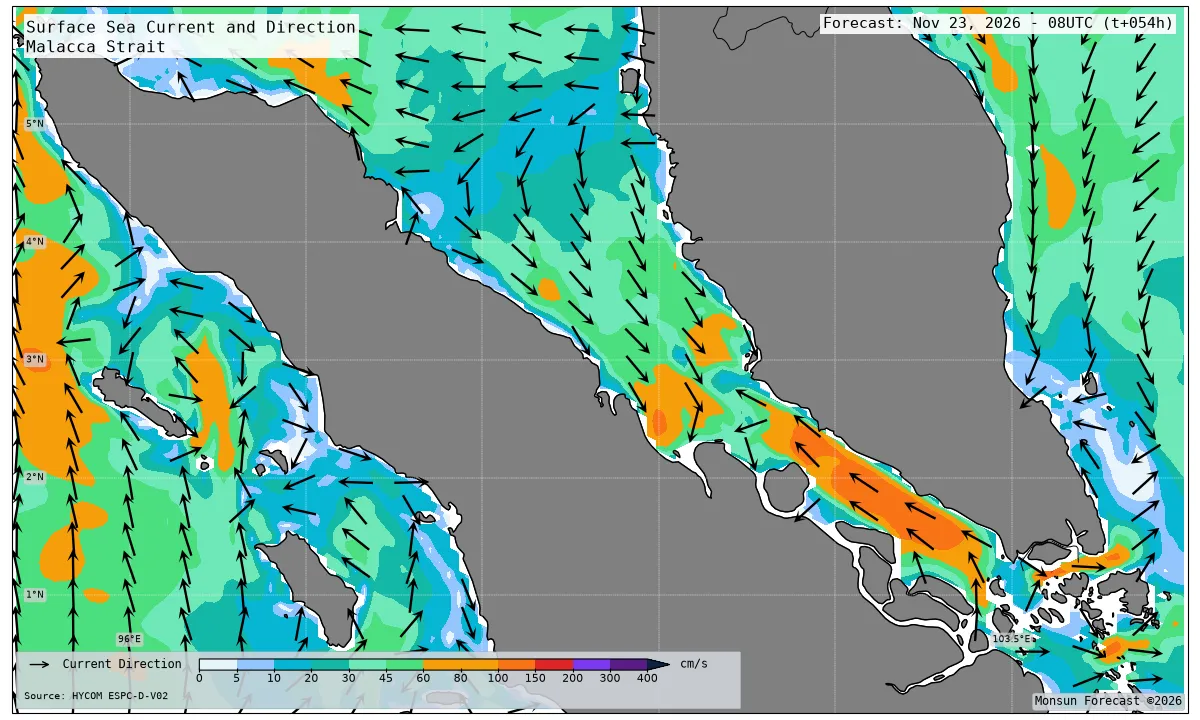 Surface Sea Current and Direction
Malacca Strait
Forecast: Nov 23, 2026 - 08UTC (t+054h)
5°N
4°N
3°N
2°N
1°N
96°E
103.5°E
Current Direction
0 5 10 20 30 45 60 80 100 150 200 300 400
cm/s
Source: HYCOM ESPC-D-V02
Monsun Forecast ©2026